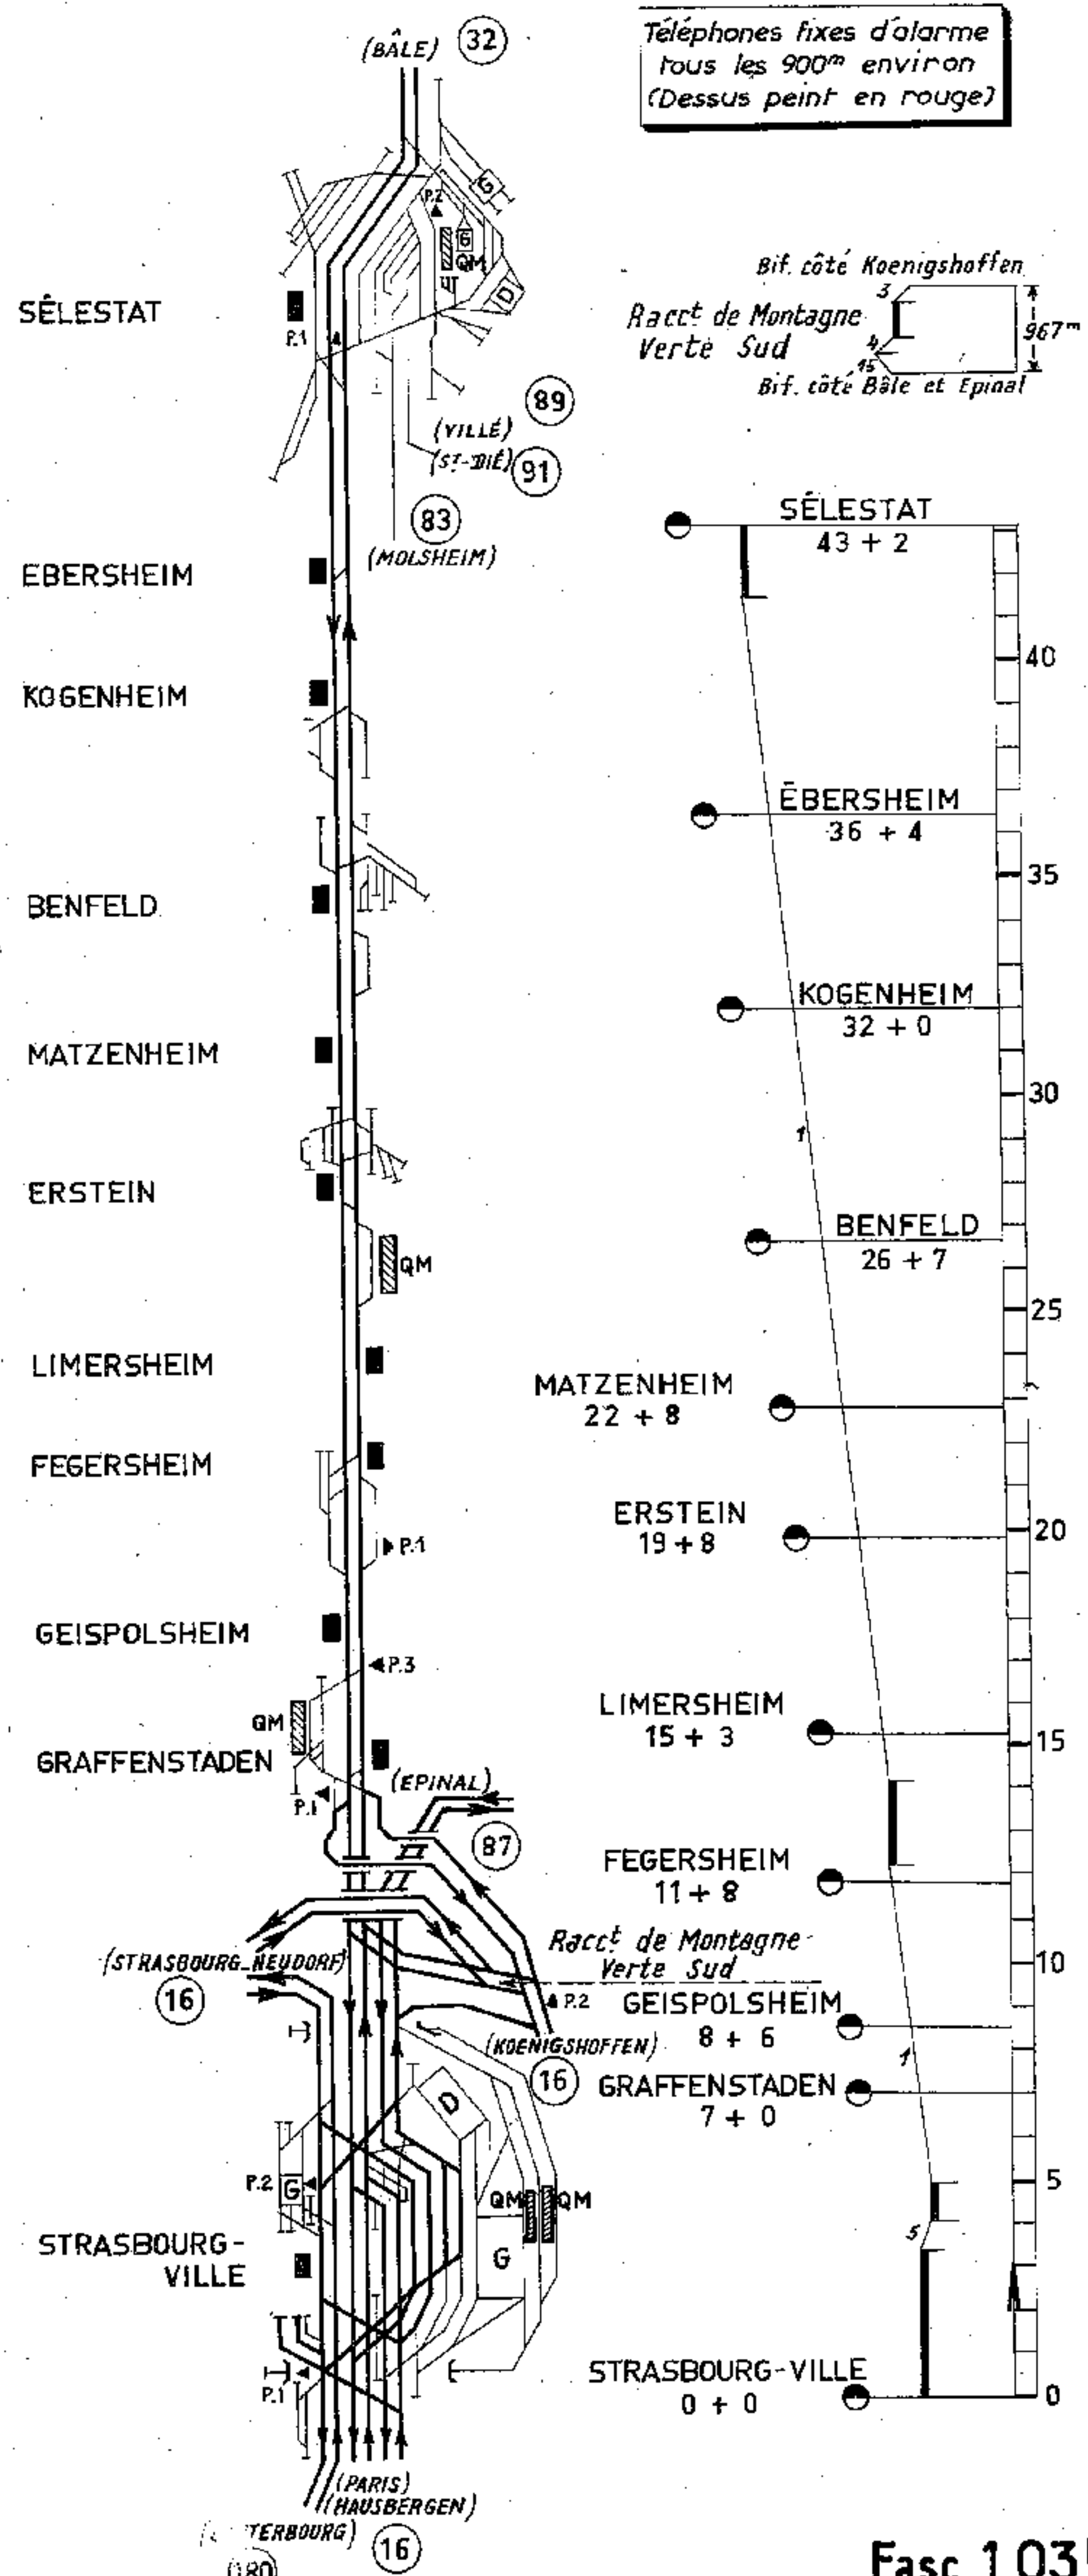 (BÂLE) 32
Téléphones fixes d'alarme
tous les 900m environ
(Dessus peint en rouge)
G
P.2
G
QM
D
SÉLESTAT
P.1
Bif. côté Koenigshoffen
3
Racct de Montagne
Verte Sud
4
15
967m
Bif. côté Bâle et Epinal
89
(VILLÉ)
(ST-DIÉ) 91
83
(MOLSHEIM)
SÉLESTAT
43 + 2
EBERSHEIM
40
KOGENHEIM
ÉBERSHEIM
36 + 4
35
BENFELD
KOGENHEIM
32 + 0
MATZENHEIM
30
1
ERSTEIN
BENFELD
26 + 7
QM
25
LIMERSHEIM
MATZENHEIM
22 + 8
FEGERSHEIM
ERSTEIN
19 + 8
20
P.1
GEISPOLSHEIM
P.3
LIMERSHEIM
15 + 3
15
QM
GRAFFENSTADEN
(EPINAL)
P.1
87
FEGERSHEIM
11 + 8
Racct de Montagne
Verte Sud
10
(STRASBOURG-NEUDORF)
16
P.2
GEISPOLSHEIM
8 + 6
(KOENIGSHOFFEN)
16
1
GRAFFENSTADEN
7 + 0
D
P.2
G
5
QM
QM
5
STRASBOURG-
VILLE
G
STRASBOURG-VILLE
0 + 0
0
P.1
(PARIS)
(HAUSBERGEN)
TERBOURG)
16
Fasc. 103